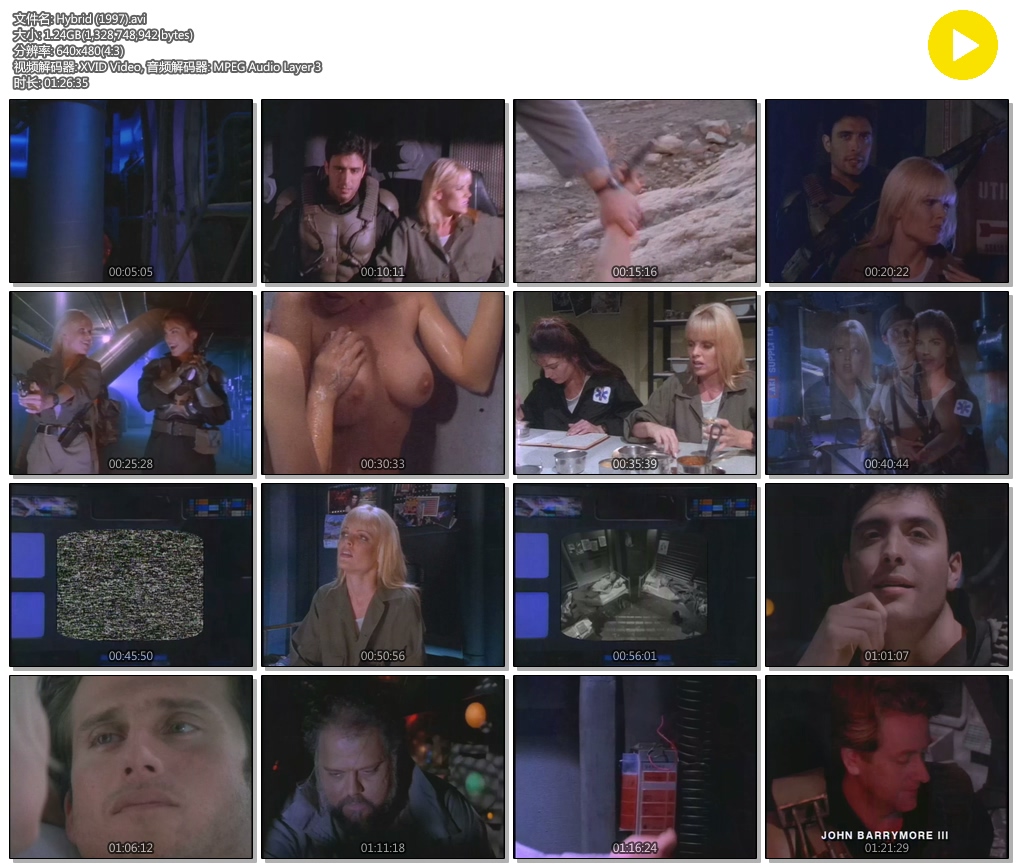 文件名: Hybrid (1997).avi
大小: 1.24GB(1,328,748,942 bytes)
分辨率: 640x480(4:3)
视频解码器: XVID Video, 音频解码器: MPEG Audio Layer 3
时长: 01:26:35
00:05:05
00:10:11
00:15:16
UTI
00:20:22
00:25:28
00:30:33
00:35:39
00:40:44
00:45:50
00:50:56
00:56:01
01:01:07
01:06:12
01:11:18
01:16:24
JOHN BARRYMORE III
01:21:29